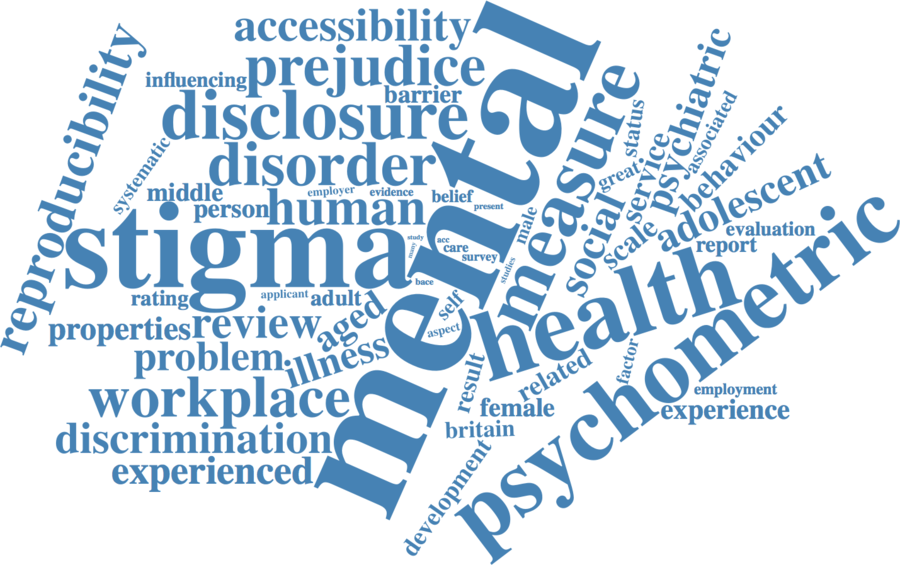 accessibility
influencing
prejudice
barrier
disclosure
disorder
reproducibility
systematic
middle
employer
evidence
belief
person
human
present
stigma
mental
many
study
acc
care
survey
bace
male
studies
measure
status
great
service
psychiatric
associated
behaviour
social
scale
adolescent
evaluation
report
rating
applicant
adult
properties
review
aged
self
aspect
health
problem
illness
psychometric
workplace
result
related
factor
employment
female
experience
discrimination
britain
experienced
development